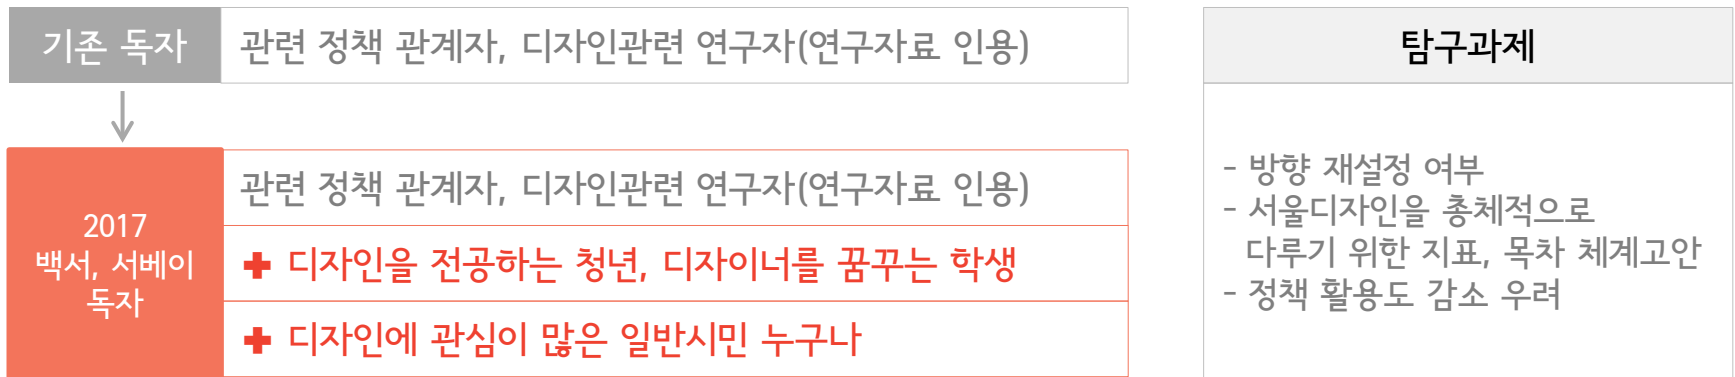 기존 독자
관련 정책 관계자, 디자인관련 연구자(연구자료 인용)
2017
백서, 서베이
독자
관련 정책 관계자, 디자인관련 연구자(연구자료 인용)
✚ 디자인을 전공하는 청년, 디자이너를 꿈꾸는 학생
✚ 디자인에 관심이 많은 일반시민 누구나
탐구과제
- 방향 재설정 여부
- 서울디자인을 총체적으로
다루기 위한 지표, 목차 체계고안
- 정책 활용도 감소 우려